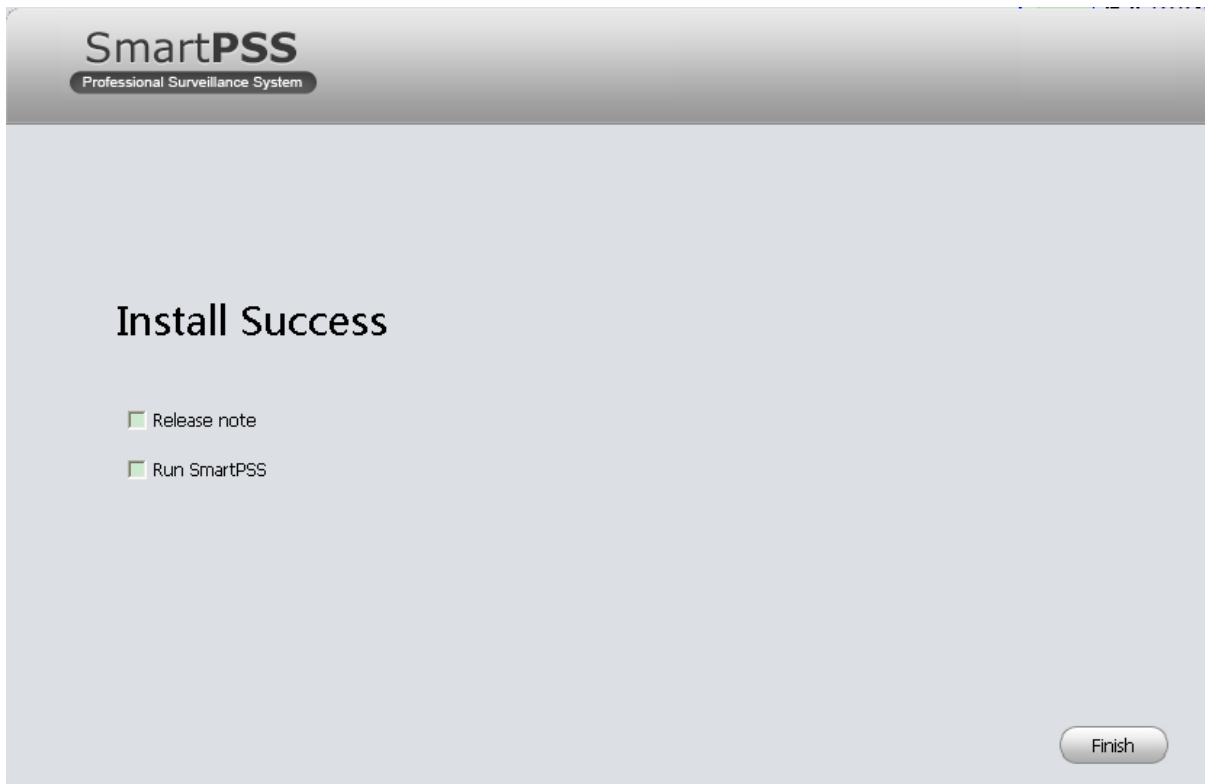 SmartPSS
Professional Surveillance System
Install Success
Release note
Run SmartPSS
Finish